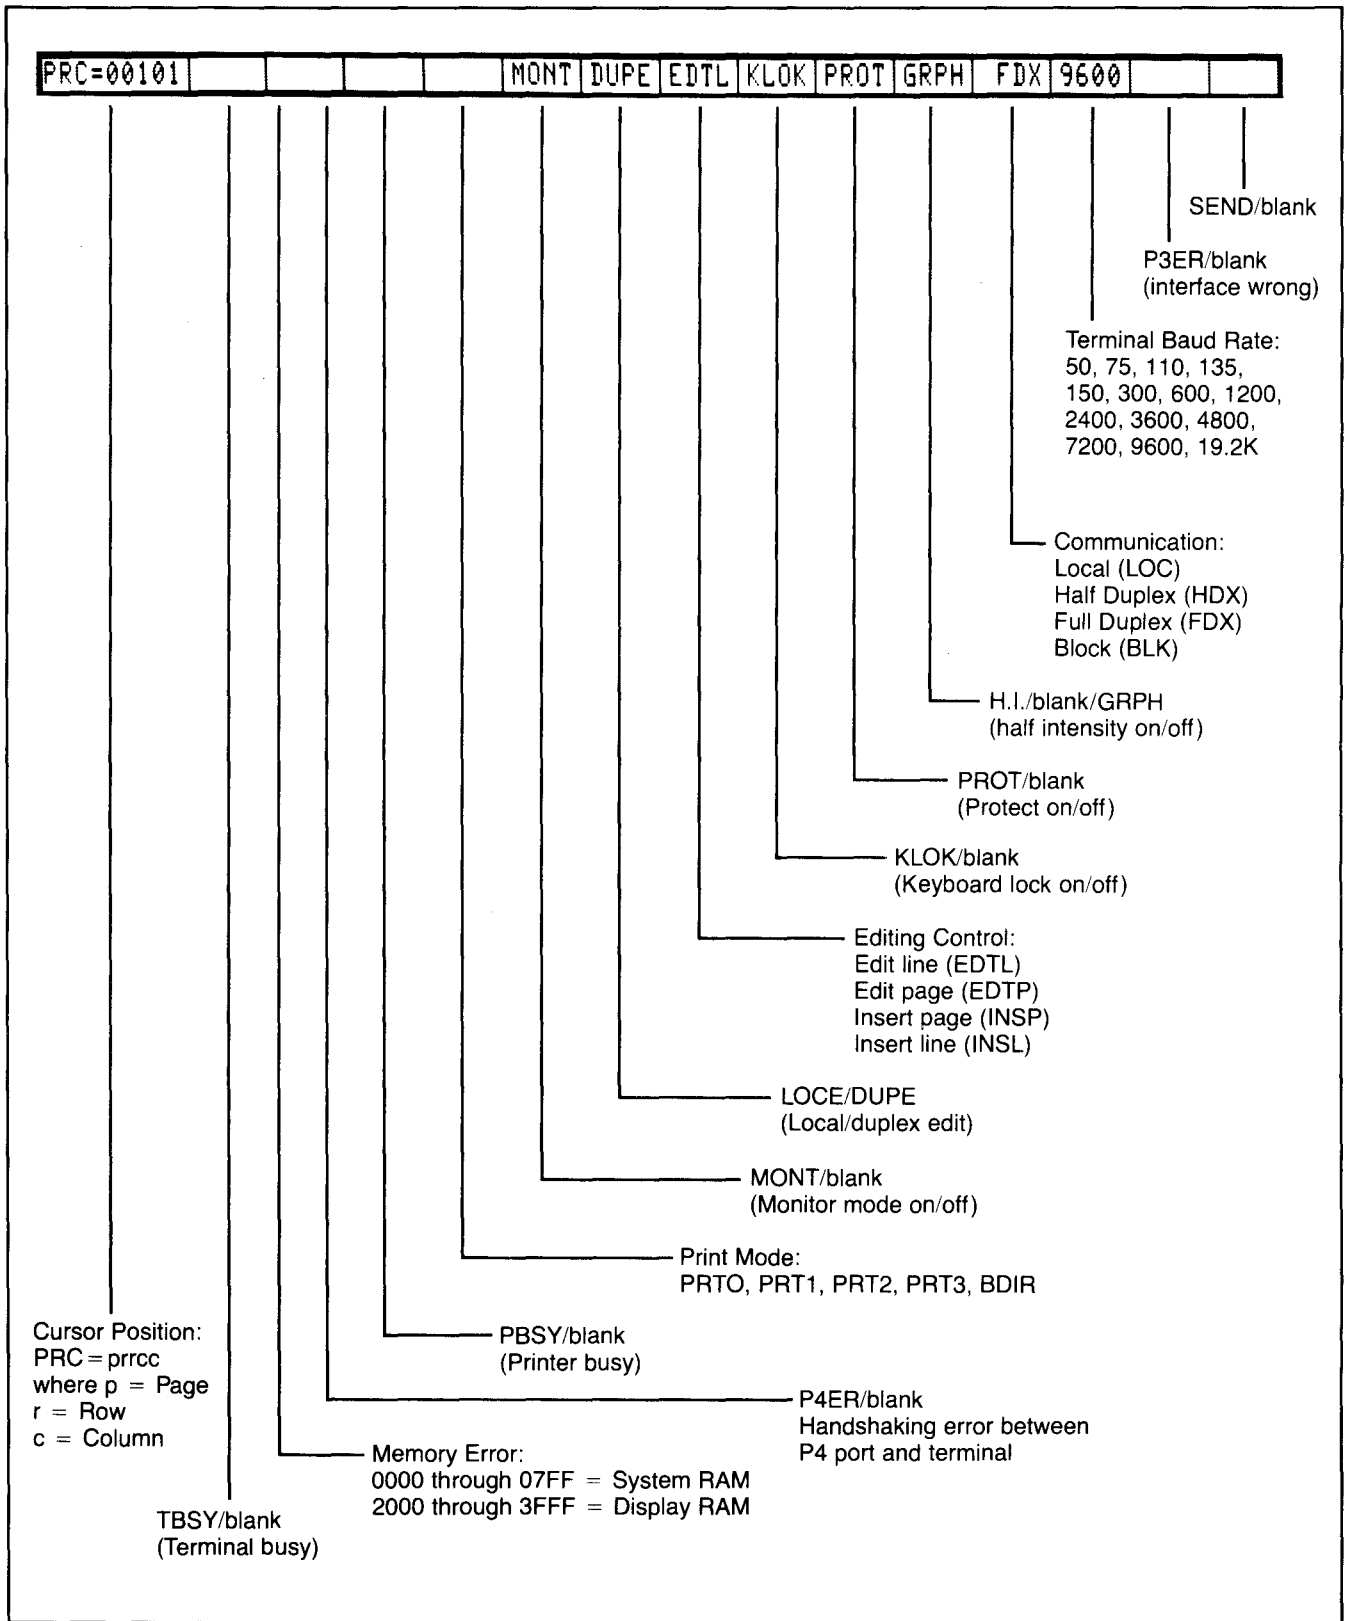 PRC=00101 MONT DUPE EDTL KLOK PROT GRPH FDX 9600
SEND/blank
P3ER/blank
(interface wrong)
Terminal Baud Rate:
50, 75, 110, 135,
150, 300, 600, 1200,
2400, 3600, 4800,
7200, 9600, 19.2K
Communication:
Local (LOC)
Half Duplex (HDX)
Full Duplex (FDX)
Block (BLK)
H.I./blank/GRPH
(half intensity on/off)
PROT/blank
(Protect on/off)
KLOK/blank
(Keyboard lock on/off)
Editing Control:
Edit line (EDTL)
Edit page (EDTP)
Insert page (INSP)
Insert line (INSL)
LOCE/DUPE
(Local/duplex edit)
MONT/blank
(Monitor mode on/off)
Print Mode:
PRTO, PRT1, PRT2, PRT3, BDIR
PBSY/blank
(Printer busy)
P4ER/blank
Handshaking error between
P4 port and terminal
Cursor Position:
PRC = prrcc
where p = Page
r = Row
c = Column
Memory Error:
0000 through 07FF = System RAM
2000 through 3FFF = Display RAM
TBSY/blank
(Terminal busy)